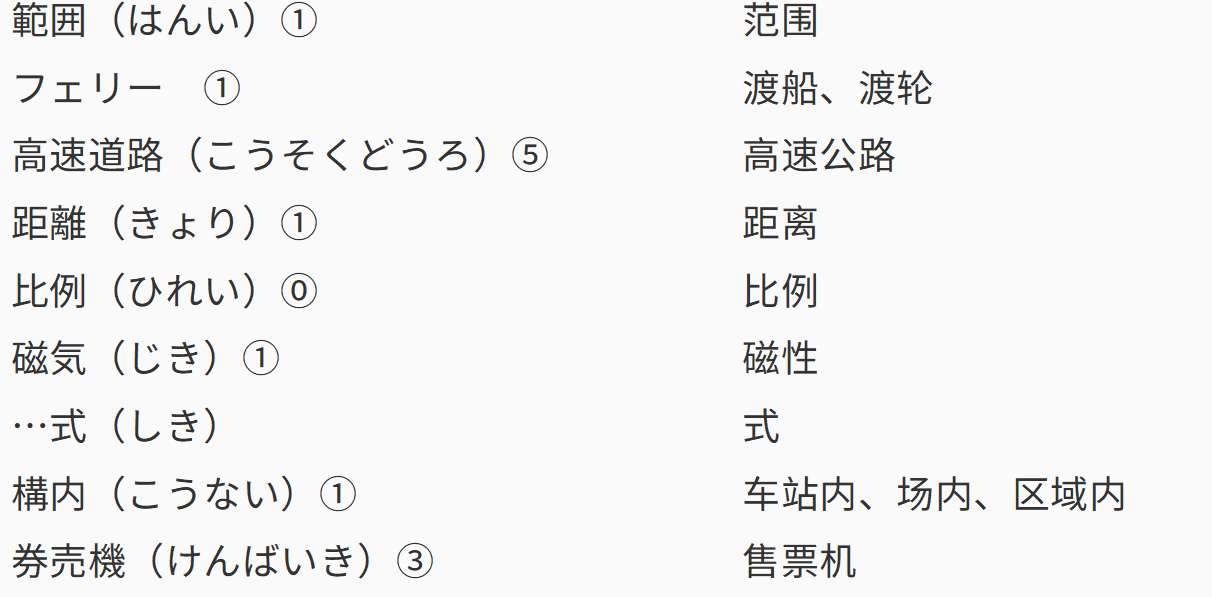 範囲（はんい）① 范围
フェリー　① 渡船、渡轮
高速道路（こうそくどうろ）⑤ 高速公路
距離（きょり）① 距离
比例（ひれい）⓪ 比例
磁気（じき）① 磁性
…式（しき） 式
構内（こうない）① 车站内、场内、区域内
券売機（けんばいき）③ 售票机